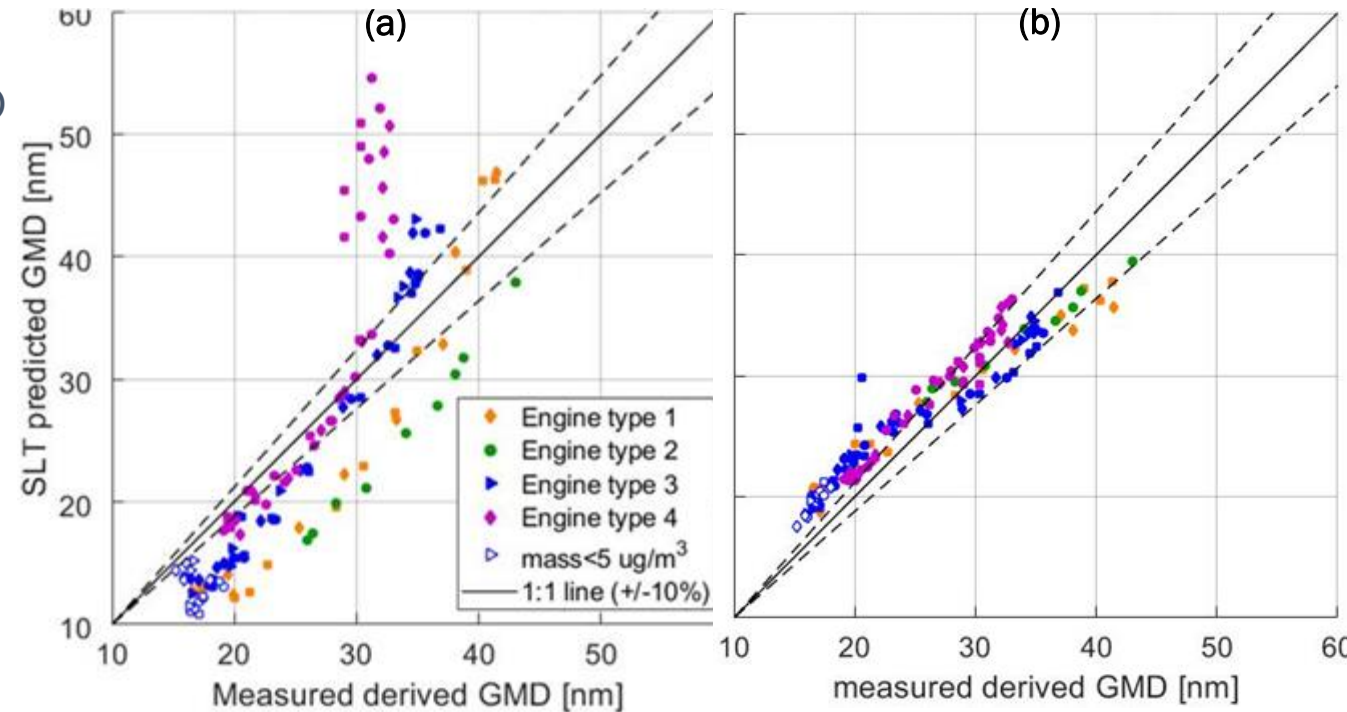 (a)
(b)
60
50
40
30
20
10
SLT predicted GMD [nm]
Engine type 1
Engine type 2
Engine type 3
Engine type 4
mass<5 ug/m³
1:1 line (+/-10%)
10 20 30 40 50
10 20 30 40 50 60
Measured derived GMD [nm]
measured derived GMD [nm]